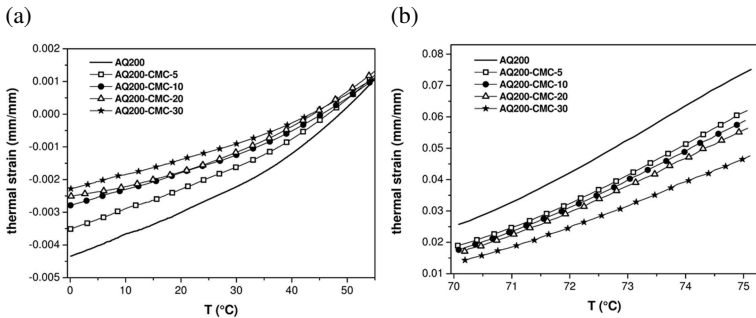 (a)
(b)
0.002
0.001
0.000
-0.001
-0.002
-0.003
-0.004
-0.005
thermal strain (mm/mm)
AQ200
AQ200-CMC-5
AQ200-CMC-10
AQ200-CMC-20
AQ200-CMC-30
0 10 20 30 40 50
T (°C)
0.08
0.07
0.06
0.05
0.04
0.03
0.02
0.01
thermal strain (mm/mm)
AQ200
AQ200-CMC-5
AQ200-CMC-10
AQ200-CMC-20
AQ200-CMC-30
70 71 72 73 74 75
T (°C)